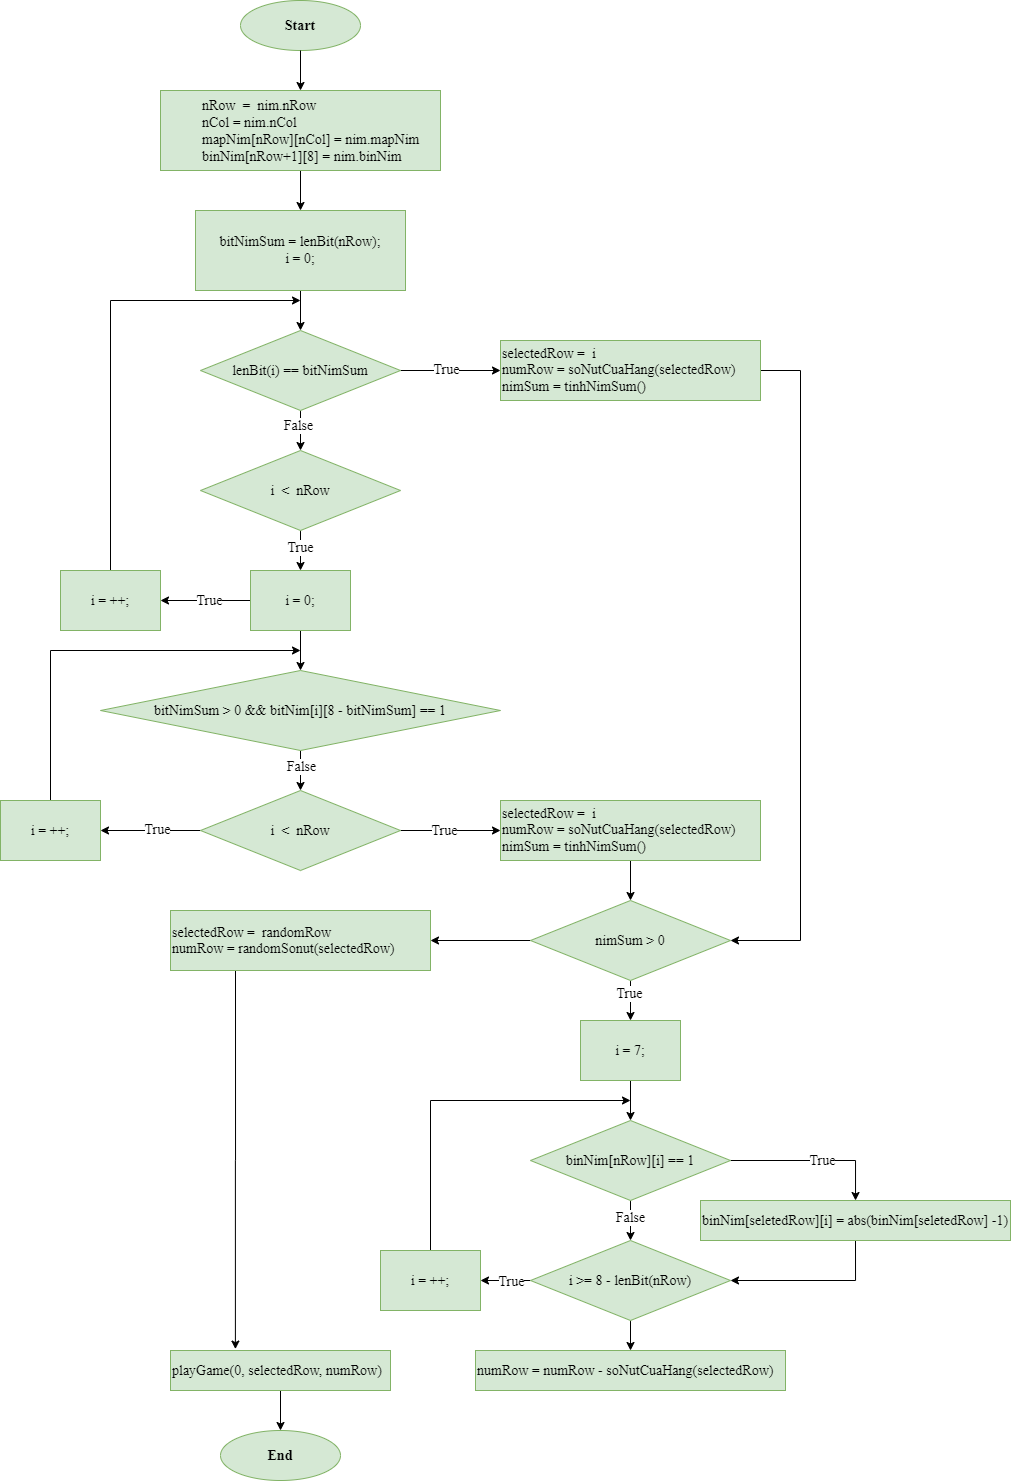 Start
nRow = nim.nRow
nCol = nim.nCol
mapNim[nRow][nCol] = nim.mapNim
binNim[nRow+1][8] = nim.binNim
bitNimSum = lenBit(nRow);
i = 0;
lenBit(i) == bitNimSum
True
selectedRow = i
numRow = soNutCuaHang(selectedRow)
nimSum = tinhNimSum()
False
i < nRow
True
i = ++;
True
i = 0;
bitNimSum > 0 && bitNim[i][8 - bitNimSum] == 1
False
i = ++;
True
i < nRow
True
selectedRow = i
numRow = soNutCuaHang(selectedRow)
nimSum = tinhNimSum()
selectedRow = randomRow
numRow = randomSonut(selectedRow)
nimSum > 0
True
i = 7;
binNim[nRow][i] == 1
True
False
binNim[seletedRow][i] = abs(binNim[seletedRow] -1)
i = ++;
True
i >= 8 - lenBit(nRow)
playGame(0, selectedRow, numRow)
numRow = numRow - soNutCuaHang(selectedRow)
End